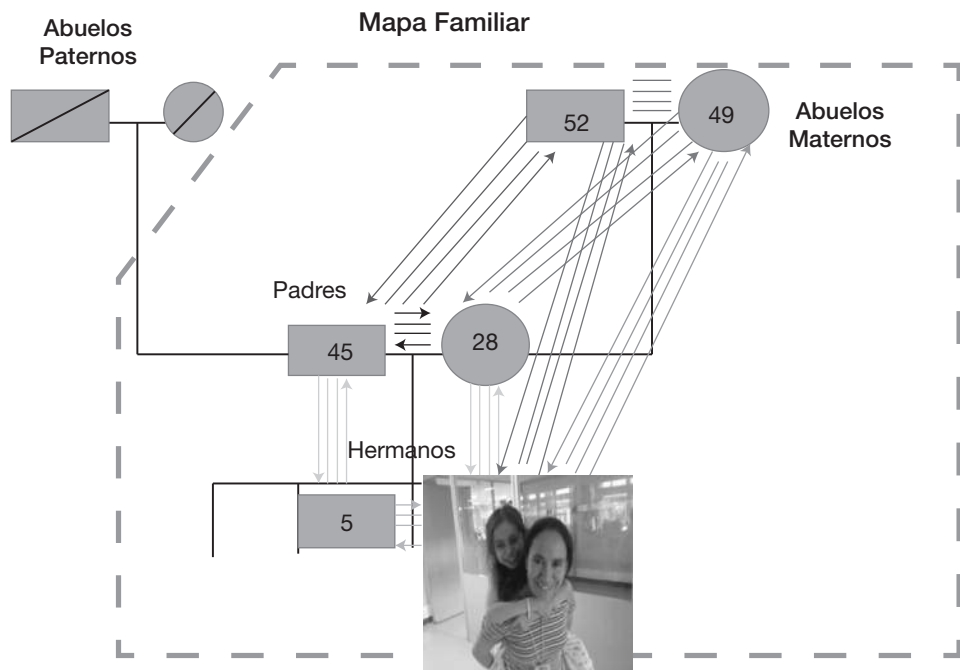 Mapa Familiar
Abuelos
Paternos
52
49
Abuelos
Maternos
Padres
45
28
Hermanos
5